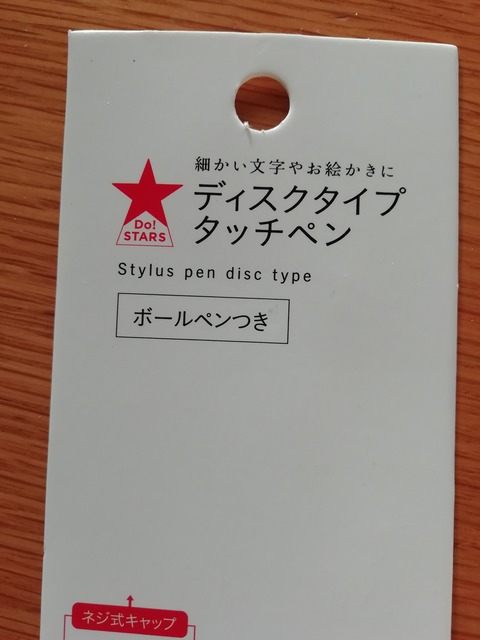 細かい文字やお絵かきに
ディスクタイプ
タッチペン
Do!
STARS
Stylus pen disc type
ボールペンつき
ネジ式キャップ